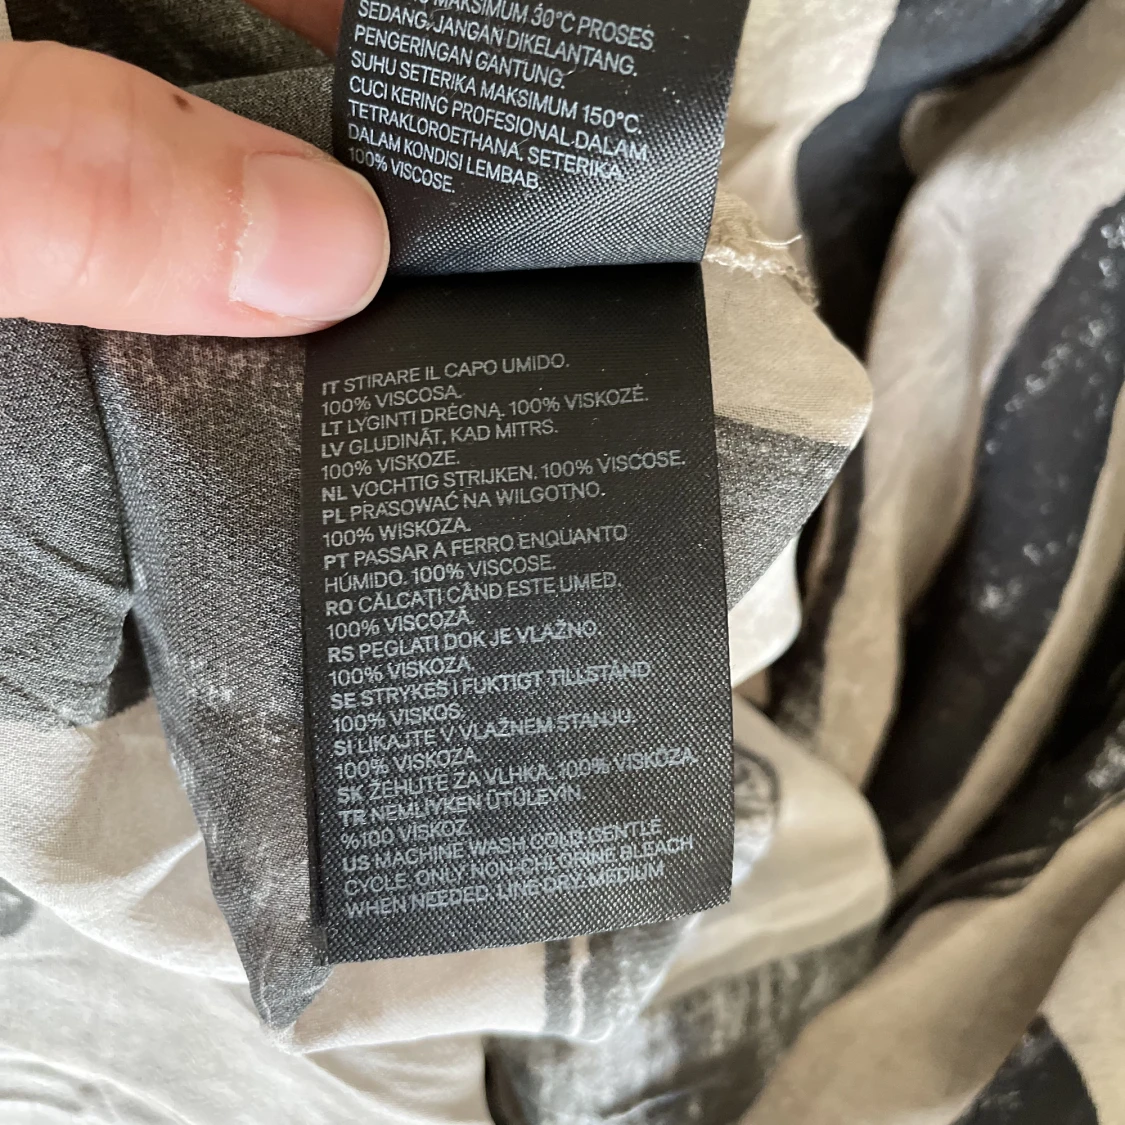 MAKSIMUM 30°C PROSES
SEDANG. JANGAN DIKELANTANG.
PENGERINGAN GANTUNG.
SUHU SETERIKA MAKSIMUM 150°C.
CUCI KERING PROFESIONAL DALAM
TETRAKLOROETHANA. SETERIKA
DALAM KONDISI LEMBAB.
100% VISCOSE.
IT STIRARE IL CAPO UMIDO.
100% VISCOSA.
LT LYGINTI DRĖGNĄ. 100% VISKOZĖ.
LV GLUDINĀT, KAD MITRS.
100% VISKOZE.
NL VOCHTIG STRIJKEN. 100% VISCOSE.
PL PRASOWAĆ NA WILGOTNO.
100% WISKOZA.
PT PASSAR A FERRO ENQUANTO
HÚMIDO. 100% VISCOSE.
RO CĂLCAŢI CÂND ESTE UMED.
100% VISCOZĂ.
RS PEGLATI DOK JE VLAŽNO.
100% VISKOZA.
SE STRYKES I FUKTIGT TILLSTÅND
100% VISKOS.
SI LIKAJTE V VLAŽNEM STANJU.
100% VISKOZA.
SK ŽEHLITE ZA VLHKA. 100% VISKÓZA.
TR NEMLİYKEN ÜTÜLEYİN
%100 VİSKOZ.
US MACHINE WASH COLD GENTLE
CYCLE. ONLY NON-CHLORINE BLEACH
WHEN NEEDED. LINE DRY. MEDIUM